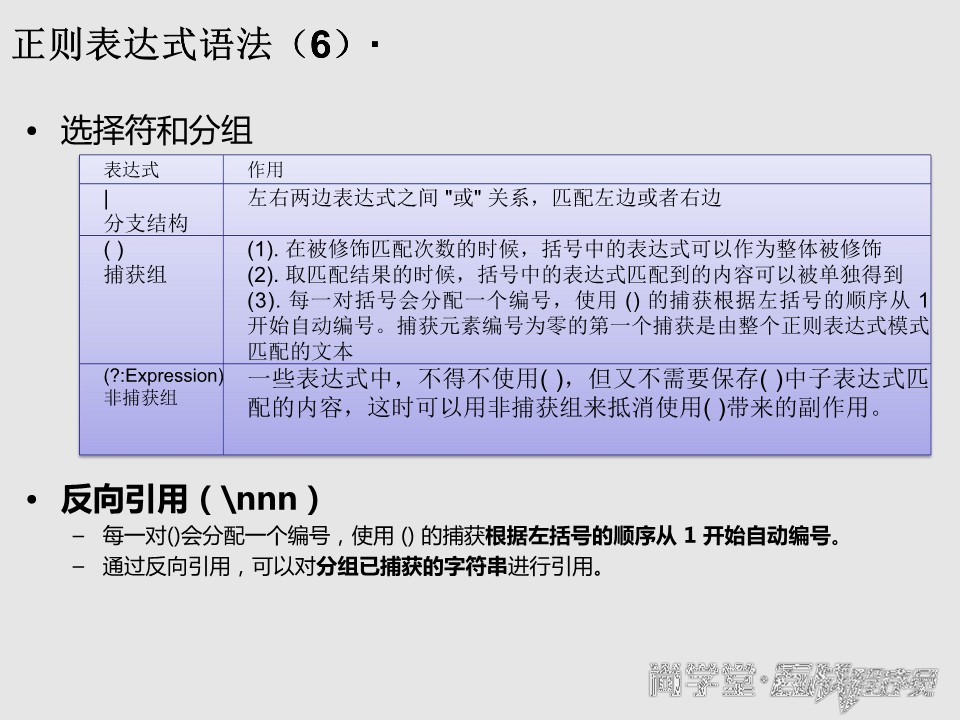 正则表达式语法（6）·
• 选择符和分组
表达式 作用
| 左右两边表达式之间 "或" 关系，匹配左边或者右边
分支结构
( ) (1). 在被修饰匹配次数的时候，括号中的表达式可以作为整体被修饰
捕获组 (2). 取匹配结果的时候，括号中的表达式匹配到的内容可以被单独得到
(3). 每一对括号会分配一个编号，使用 () 的捕获根据左括号的顺序从 1
开始自动编号。捕获元素编号为零的第一个捕获是由整个正则表达式模式
匹配的文本
(?:Expression) 一些表达式中，不得不使用( )，但又不需要保存( )中子表达式匹
非捕获组 配的内容，这时可以用非捕获组来抵消使用( )带来的副作用。
• 反向引用（\nnn）
– 每一对()会分配一个编号，使用 () 的捕获根据左括号的顺序从 1 开始自动编号。
– 通过反向引用，可以对分组已捕获的字符串进行引用。
尚学堂·